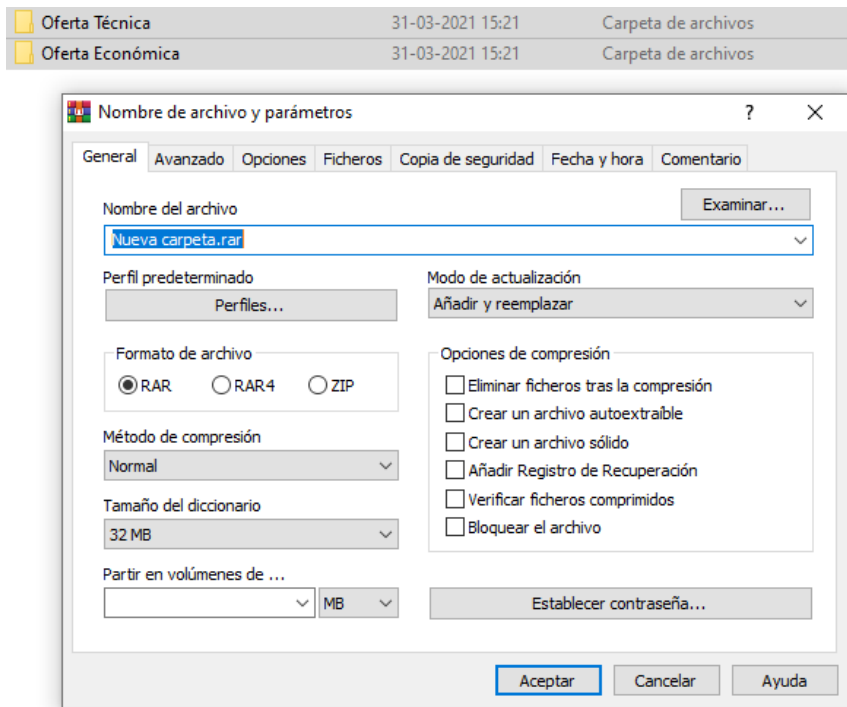 Oferta Técnica 31-03-2021 15:21 Carpeta de archivos
Oferta Económica 31-03-2021 15:21 Carpeta de archivos
Nombre de archivo y parámetros ? X
General Avanzado Opciones Ficheros Copia de seguridad Fecha y hora Comentario
Nombre del archivo Examinar...
Nueva carpeta.rar
Perfil predeterminado Modo de actualización
Perfiles... Añadir y reemplazar
Formato de archivo Opciones de compresión
RAR RAR4 ZIP Eliminar ficheros tras la compresión
Crear un archivo autoextraíble
Método de compresión Crear un archivo sólido
Normal Añadir Registro de Recuperación
Tamaño del diccionario Verificar ficheros comprimidos
32 MB Bloquear el archivo
Partir en volúmenes de ...
MB Establecer contraseña...
Aceptar Cancelar Ayuda